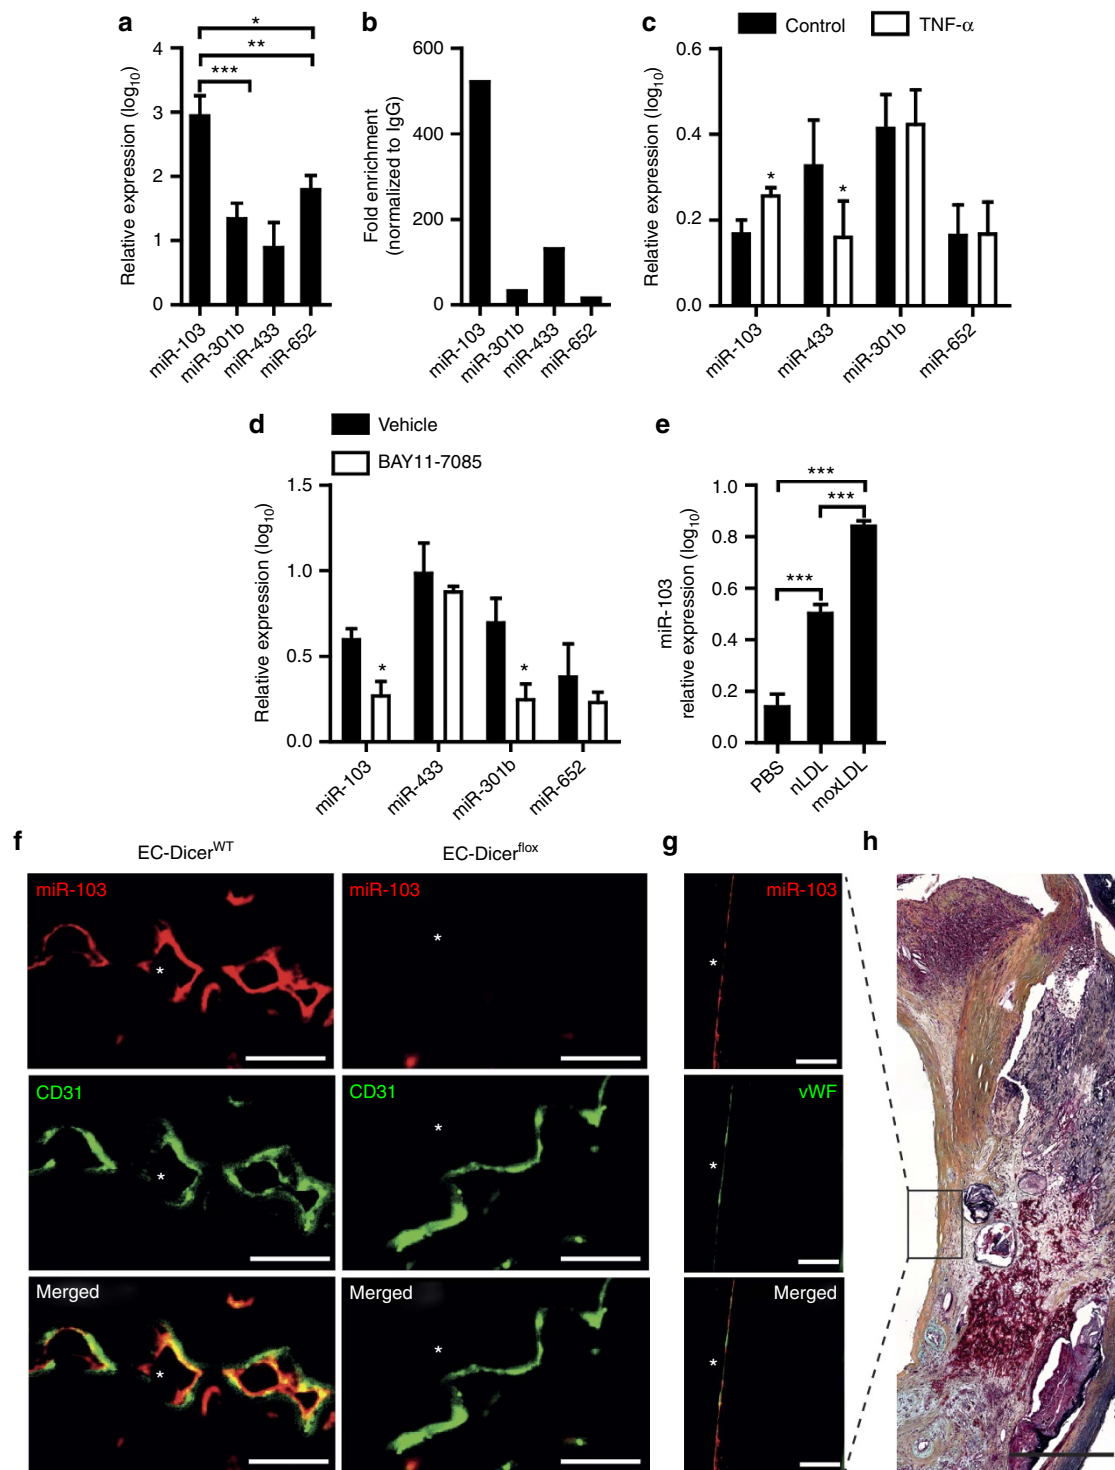 a
*
**
***
Relative expression (log10)
4
3
2
1
0
miR-103
miR-301b
miR-433
miR-652
b
Fold enrichment
(normalized to IgG)
600
400
200
0
miR-103
miR-301b
miR-433
miR-652
c
Control
TNF-α
Relative expression (log10)
0.6
0.4
0.2
0.0
*
*
miR-103
miR-433
miR-301b
miR-652
d
Vehicle
BAY11-7085
Relative expression (log10)
1.5
1.0
0.5
0.0
*
*
miR-103
miR-433
miR-301b
miR-652
e
miR-103
relative expression (log10)
1.0
0.8
0.6
0.4
0.2
0.0
***
***
***
PBS
nLDL
moxLDL
f
EC-DicerWT
EC-Dicerflox
miR-103
*
miR-103
*
CD31
*
CD31
*
Merged
*
Merged
*
g
miR-103
*
vWF
*
Merged
*
h